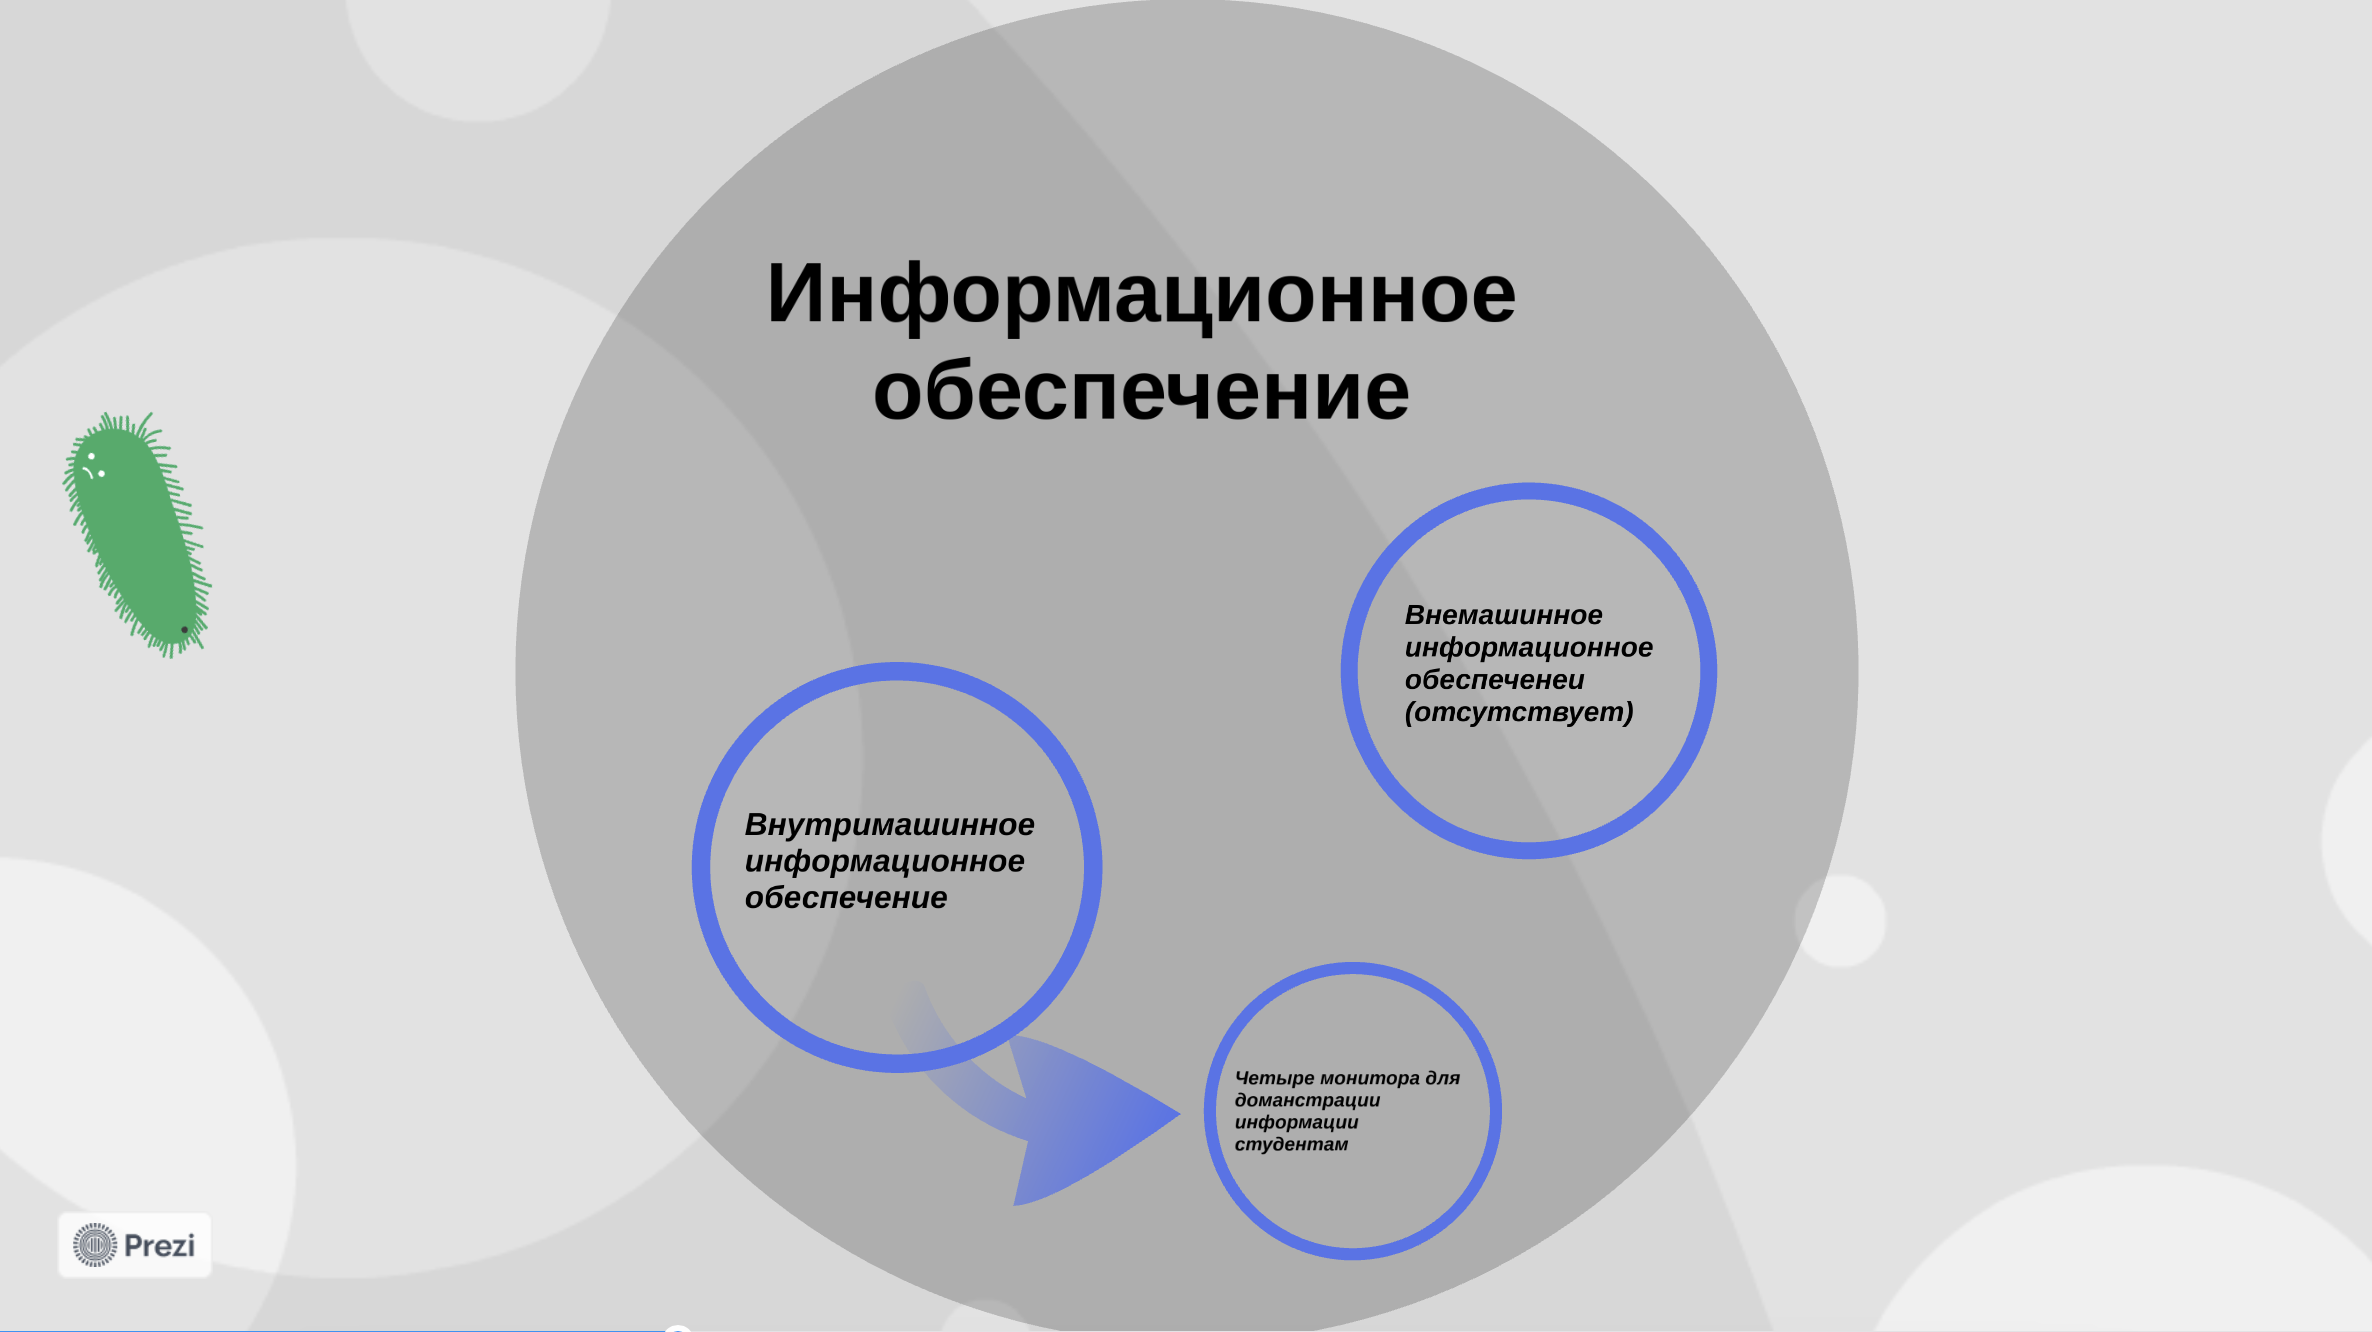 Информационное
обеспечение
Внемашинное
информационное
обеспеченеи
(отсутствует)
Внутримашинное
информационное
обеспечение
Четыре монитора для
доманстрации
информации
студентам
Prezi